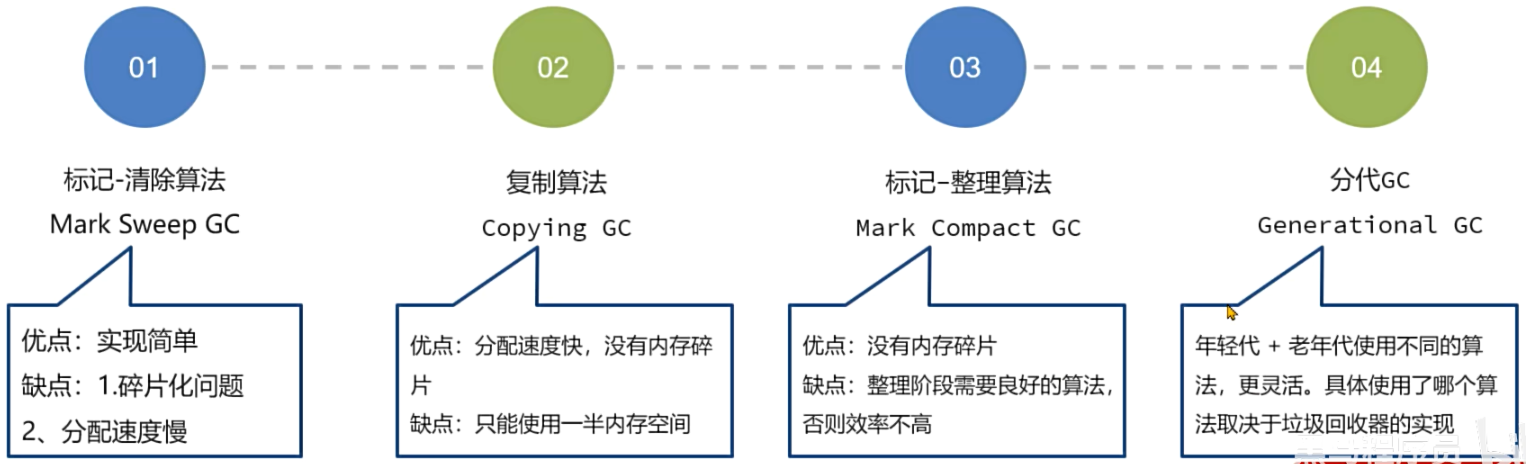 01
02
03
04
标记-清除算法
Mark Sweep GC
复制算法
Copying GC
标记-整理算法
Mark Compact GC
分代GC
Generational GC
优点：实现简单
缺点：1.碎片化问题
2、分配速度慢
优点：分配速度快，没有内存碎
片
缺点：只能使用一半内存空间
优点：没有内存碎片
缺点：整理阶段需要良好的算法，
否则效率不高
年轻代 + 老年代使用不同的算
法，更灵活。具体使用了哪个算
法取决于垃圾回收器的实现